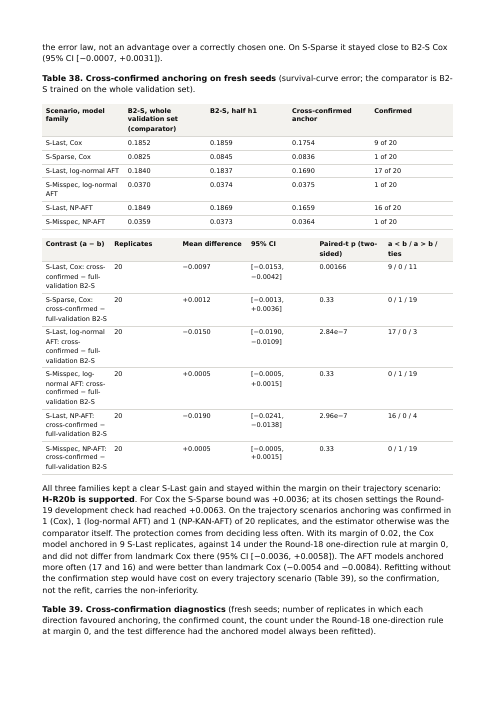 the error law, not an advantage over a correctly chosen one. On S-Sparse it stayed close to B2-S Cox
(95% CI [−0.0007, +0.0031]).
Table 38. Cross-confirmed anchoring on fresh seeds (survival-curve error; the comparator is B2-
S trained on the whole validation set).
Scenario, model family | B2-S, whole validation set (comparator) | B2-S, half h1 | Cross-confirmed anchor | Confirmed
S-Last, Cox | 0.1852 | 0.1859 | 0.1754 | 9 of 20
S-Sparse, Cox | 0.0825 | 0.0845 | 0.0836 | 1 of 20
S-Last, log-normal AFT | 0.1840 | 0.1837 | 0.1690 | 17 of 20
S-Misspec, log-normal AFT | 0.0370 | 0.0374 | 0.0375 | 1 of 20
S-Last, NP-AFT | 0.1849 | 0.1869 | 0.1659 | 16 of 20
S-Misspec, NP-AFT | 0.0359 | 0.0373 | 0.0364 | 1 of 20
Contrast (a − b) | Replicates | Mean difference | 95% CI | Paired-t p (two-sided) | a < b / a > b / ties
S-Last, Cox: cross-confirmed − full-validation B2-S | 20 | −0.0097 | [−0.0153, −0.0042] | 0.00166 | 9 / 0 / 11
S-Sparse, Cox: cross-confirmed − full-validation B2-S | 20 | +0.0012 | [−0.0013, +0.0036] | 0.33 | 0 / 1 / 19
S-Last, log-normal AFT: cross-confirmed − full-validation B2-S | 20 | −0.0150 | [−0.0190, −0.0109] | 2.84e−7 | 17 / 0 / 3
S-Misspec, log-normal AFT: cross-confirmed − full-validation B2-S | 20 | +0.0005 | [−0.0005, +0.0015] | 0.33 | 0 / 1 / 19
S-Last, NP-AFT: cross-confirmed − full-validation B2-S | 20 | −0.0190 | [−0.0241, −0.0138] | 2.96e−7 | 16 / 0 / 4
S-Misspec, NP-AFT: cross-confirmed − full-validation B2-S | 20 | +0.0005 | [−0.0005, +0.0015] | 0.33 | 0 / 1 / 19
All three families kept a clear S-Last gain and stayed within the margin on their trajectory scenario:
H-R20b is supported. For Cox the S-Sparse bound was +0.0036; at its chosen settings the Round-
19 development check had reached +0.0063. On the trajectory scenarios anchoring was confirmed in
1 (Cox), 1 (log-normal AFT) and 1 (NP-KAN-AFT) of 20 replicates, and the estimator otherwise was the
comparator itself. The protection comes from deciding less often. With its margin of 0.02, the Cox
model anchored in 9 S-Last replicates, against 14 under the Round-18 one-direction rule at margin 0,
and did not differ from landmark Cox there (95% CI [−0.0036, +0.0058]). The AFT models anchored
more often (17 and 16) and were better than landmark Cox (−0.0054 and −0.0084). Refitting without
the confirmation step would have cost on every trajectory scenario (Table 39), so the confirmation,
not the refit, carries the non-inferiority.
Table 39. Cross-confirmation diagnostics (fresh seeds; number of replicates in which each
direction favoured anchoring, the confirmed count, the count under the Round-18 one-direction rule
at margin 0, and the test difference had the anchored model always been refitted).